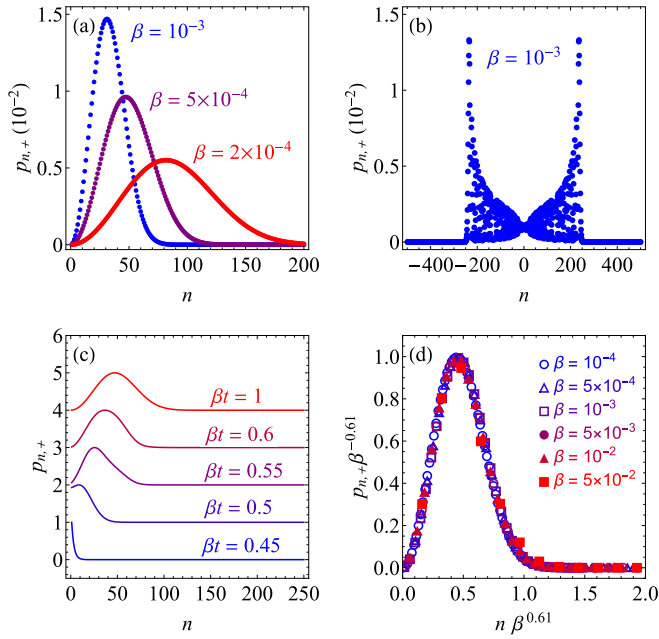 (a)
β = 10⁻³
β = 5×10⁻⁴
β = 2×10⁻⁴
pₙ,₊ (10⁻²)
1.5
1
0.5
0
0 50 100 150 200
n
(b)
β = 10⁻³
pₙ,₊ (10⁻²)
1.5
1
0.5
0
−400 −200 0 200 400
n
(c)
pₙ,₊
6
5
4
3
2
1
0
βt = 1
βt = 0.6
βt = 0.55
βt = 0.5
βt = 0.45
0 50 100 150 200 250
n
(d)
pₙ,₊β⁻⁰·⁶¹
1.0
0.8
0.6
0.4
0.2
0.0
β = 10⁻⁴
β = 5×10⁻⁴
β = 10⁻³
β = 5×10⁻³
β = 10⁻²
β = 5×10⁻²
0.0 0.5 1.0 1.5 2.0
n β⁰·⁶¹